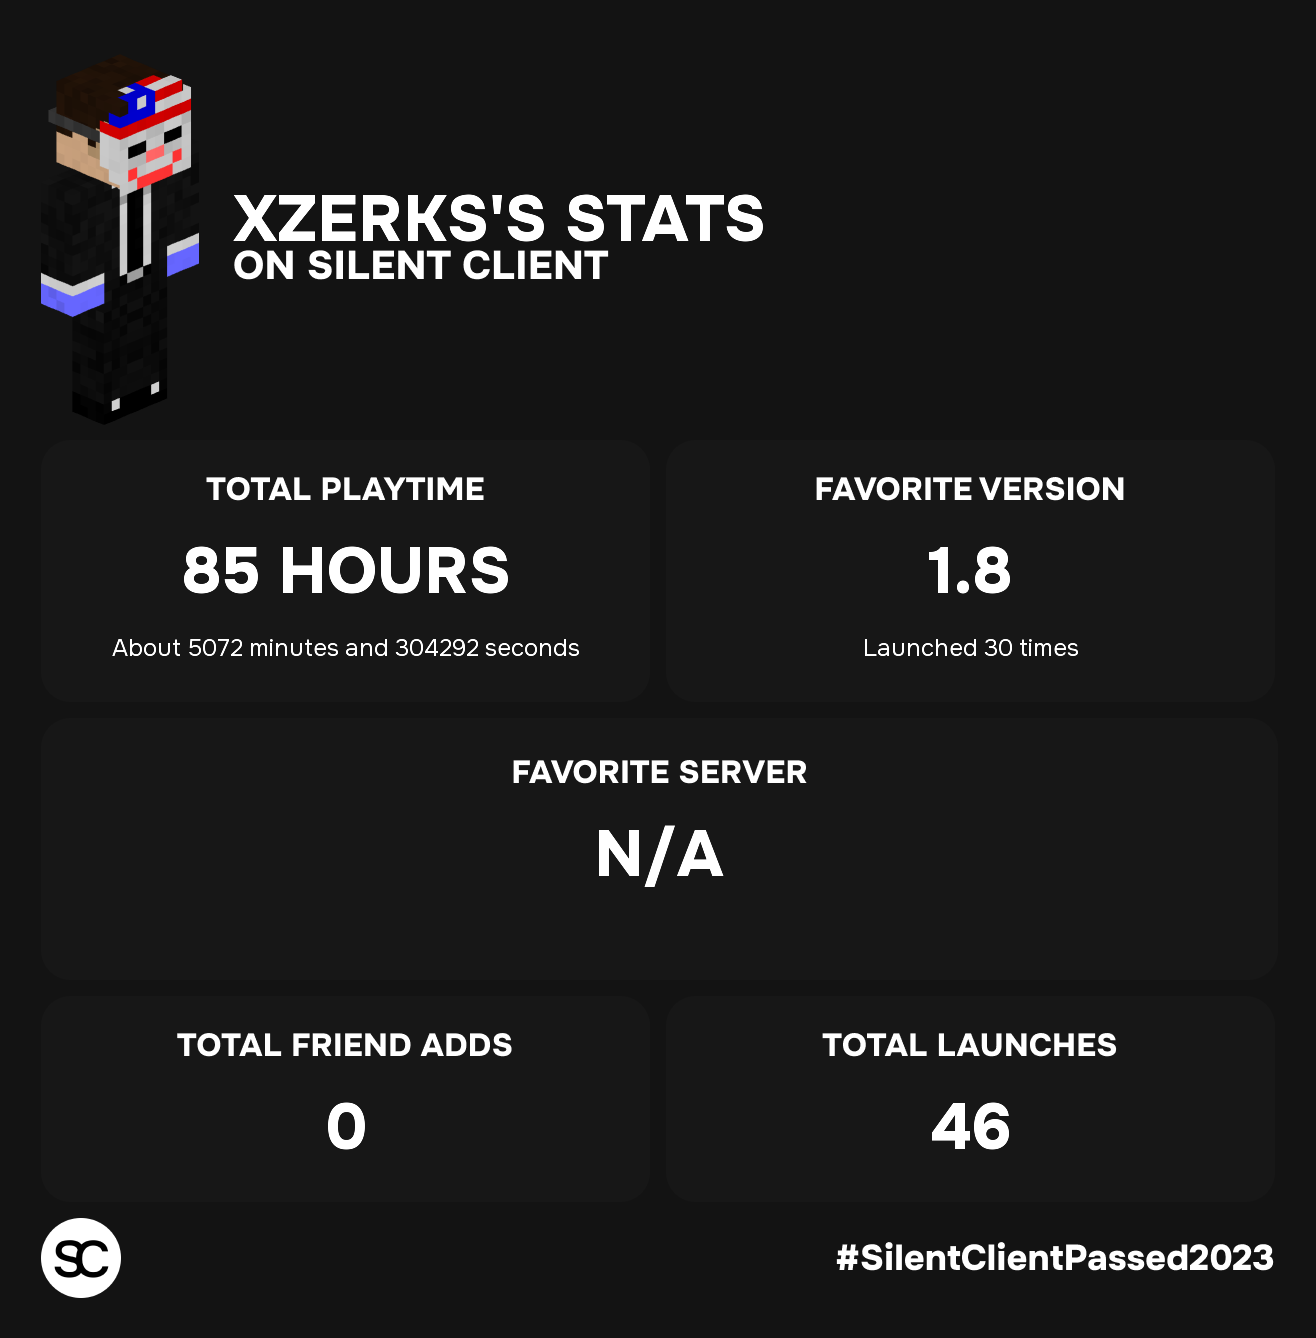 XZERKS'S STATS
ON SILENT CLIENT
TOTAL PLAYTIME
85 HOURS
About 5072 minutes and 304292 seconds
FAVORITE VERSION
1.8
Launched 30 times
FAVORITE SERVER
N/A
TOTAL FRIEND ADDS
0
TOTAL LAUNCHES
46
SC
#SilentClientPassed2023